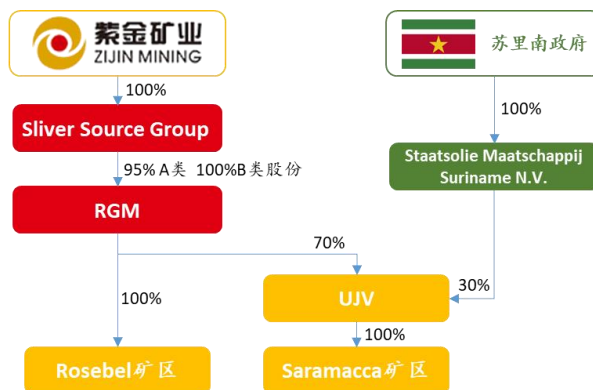 紫金矿业
ZIJIN MINING
苏里南政府
100%
100%
Sliver Source Group
Staatsolie Maatschappij
Suriname N.V.
95% A类 100%B类股份
RGM
70%
30%
100%
UJV
100%
Rosebel矿区
Saramacca矿区